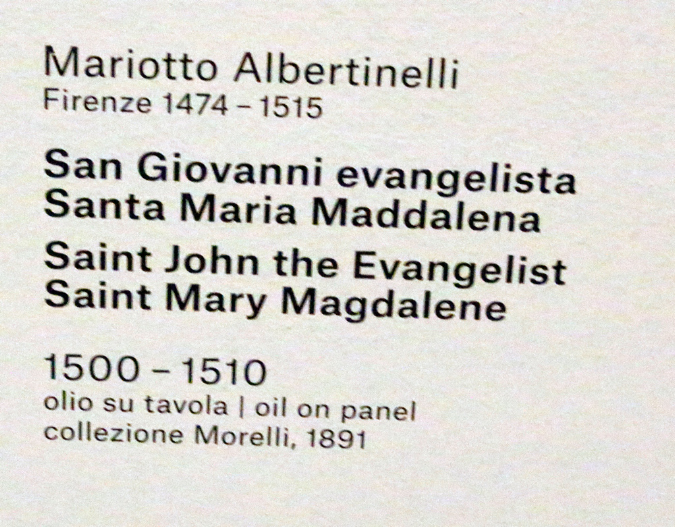 Mariotto Albertinelli
Firenze 1474 – 1515
San Giovanni evangelista
Santa Maria Maddalena
Saint John the Evangelist
Saint Mary Magdalene
1500 – 1510
olio su tavola | oil on panel
collezione Morelli, 1891